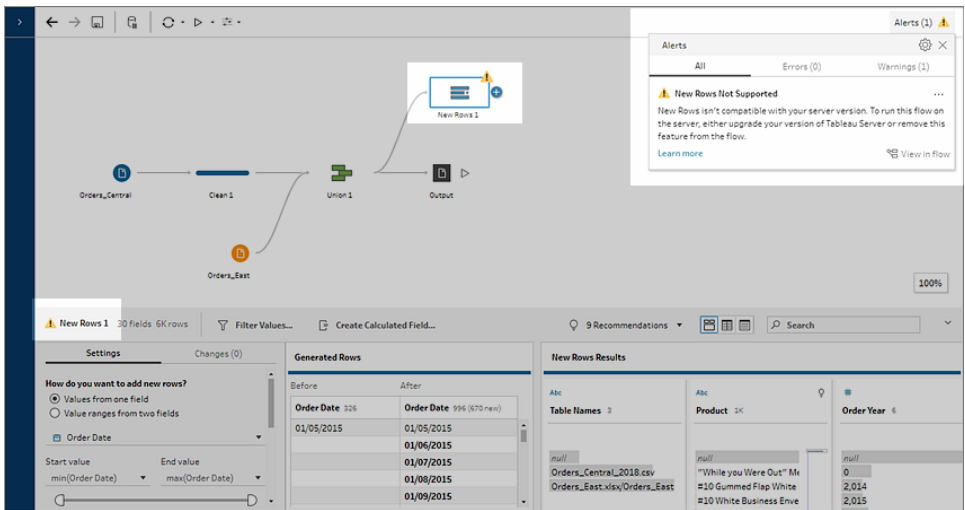 Alerts (1)
Alerts
All
Errors (0)
Warnings (1)
New Rows Not Supported
New Rows isn't compatible with your server version. To run this flow on
the server, either upgrade your version of Tableau Server or remove this
feature from the flow.
Learn more
View in flow
New Rows 1
Orders_Central
Clean 1
Union 1
Output
Orders_East
100%
New Rows 1
30 fields 6K rows
Filter Values...
Create Calculated Field...
9 Recommendations
Search
Settings
Changes (0)
How do you want to add new rows?
Values from one field
Value ranges from two fields
Order Date
Start value
End value
min(Order Date)
max(Order Date)
Generated Rows
Before
After
Order Date 326
Order Date 996 (670 new)
01/05/2015
01/05/2015
01/06/2015
01/07/2015
01/08/2015
01/09/2015
New Rows Results
Abc
Table Names 3
null
Orders_Central_2018.csv
Orders_East.xlsx/Orders_East
Abc
Product 1K
null
"While you Were Out" Me
#10 Gummed Flap White
#10 White Business Enve
#
Order Year 6
null
0
2,014
2,015